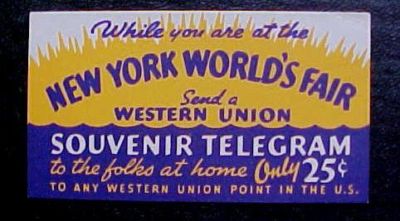 While you are at the
NEW YORK WORLD'S FAIR
Send a
WESTERN UNION
SOUVENIR TELEGRAM
to the folks at home Only 25¢
TO ANY WESTERN UNION POINT IN THE U.S.